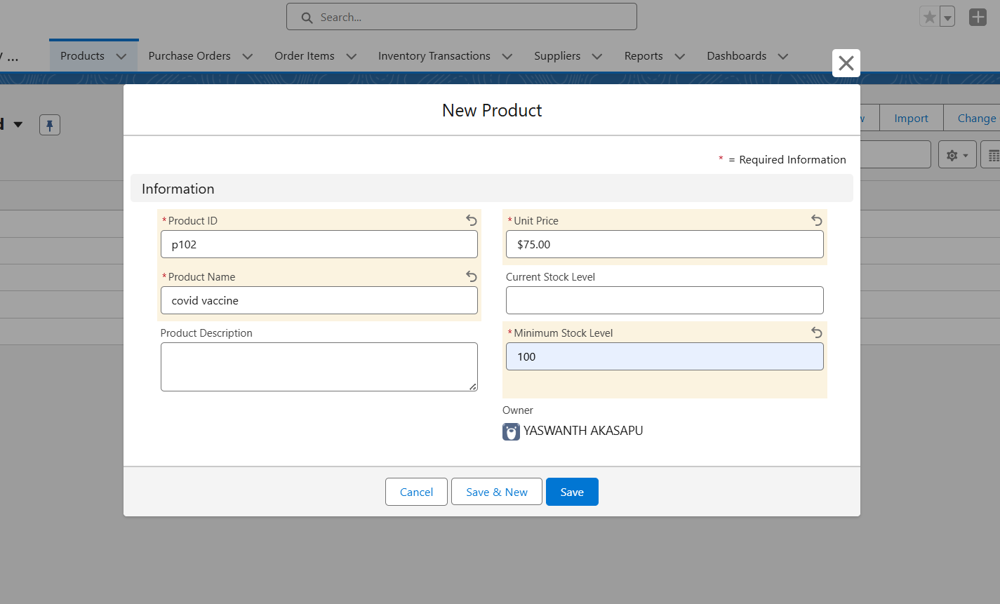 Search...
...
Products
Purchase Orders
Order Items
Inventory Transactions
Suppliers
Reports
Dashboards
New Product
Import
Change
* = Required Information
Information
*Product ID
p102
*Unit Price
$75.00
*Product Name
covid vaccine
Current Stock Level
Product Description
*Minimum Stock Level
100
Owner
YASWANTH AKASAPU
Cancel
Save & New
Save